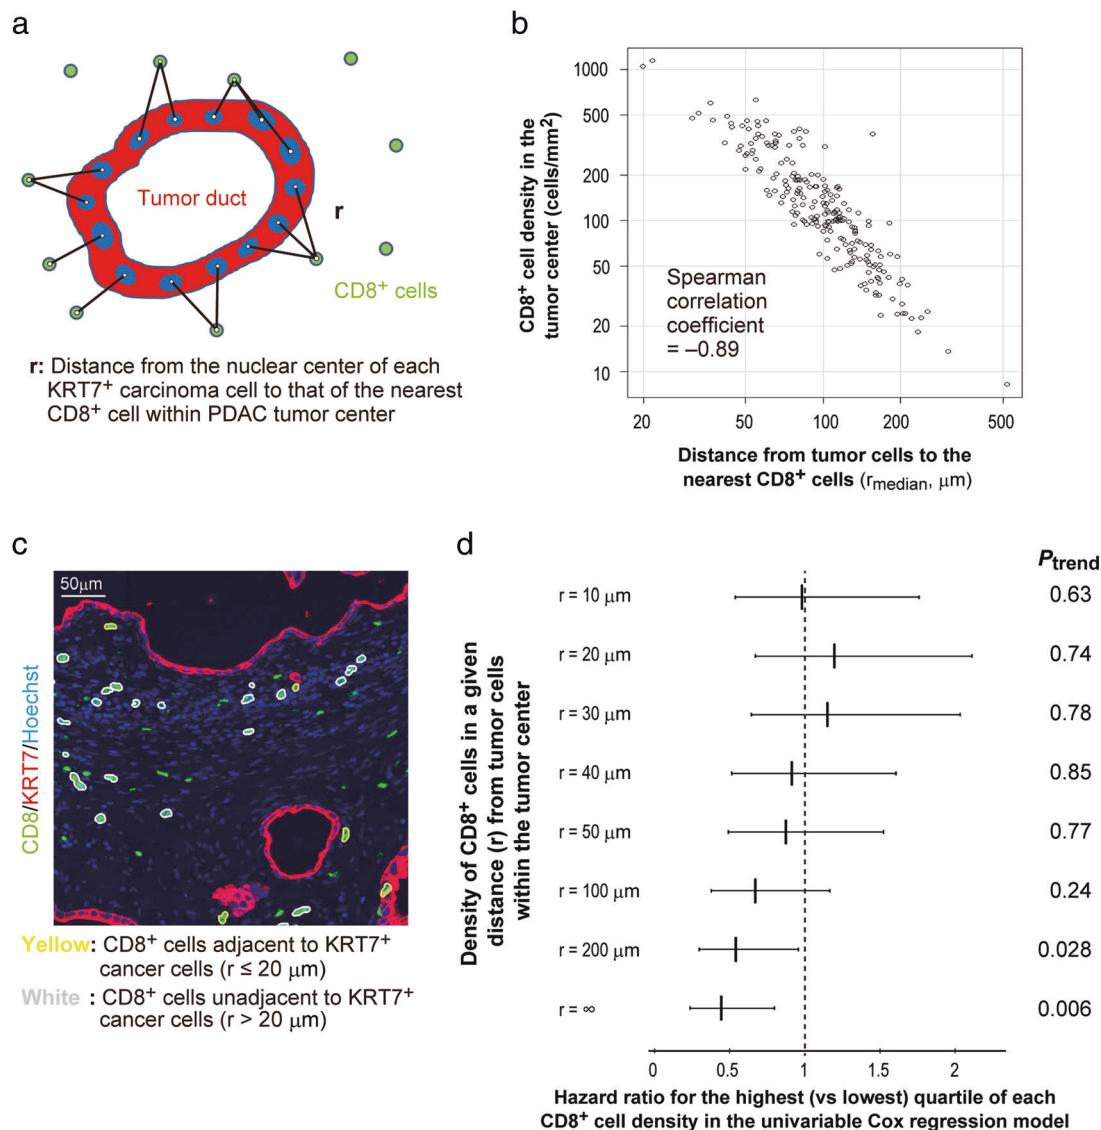 a
Tumor duct
r
CD8⁺ cells
r: Distance from the nuclear center of each
KRT7⁺ carcinoma cell to that of the nearest
CD8⁺ cell within PDAC tumor center
b
CD8⁺ cell density in the
tumor center (cells/mm²)
1000
500
200
100
50
20
10
Spearman
correlation
coefficient
= –0.89
20
50
100
200
500
Distance from tumor cells to the
nearest CD8⁺ cells (rmedian, μm)
c
CD8/KRT7/Hoechst
50μm
Yellow: CD8⁺ cells adjacent to KRT7⁺
cancer cells (r ≤ 20 μm)
White : CD8⁺ cells unadjacent to KRT7⁺
cancer cells (r > 20 μm)
d
Density of CD8⁺ cells in a given
distance (r) from tumor cells
within the tumor center
Ptrend
r = 10 μm 0.63
r = 20 μm 0.74
r = 30 μm 0.78
r = 40 μm 0.85
r = 50 μm 0.77
r = 100 μm 0.24
r = 200 μm 0.028
r = ∞ 0.006
0 0.5 1 1.5 2
Hazard ratio for the highest (vs lowest) quartile of each
CD8⁺ cell density in the univariable Cox regression model